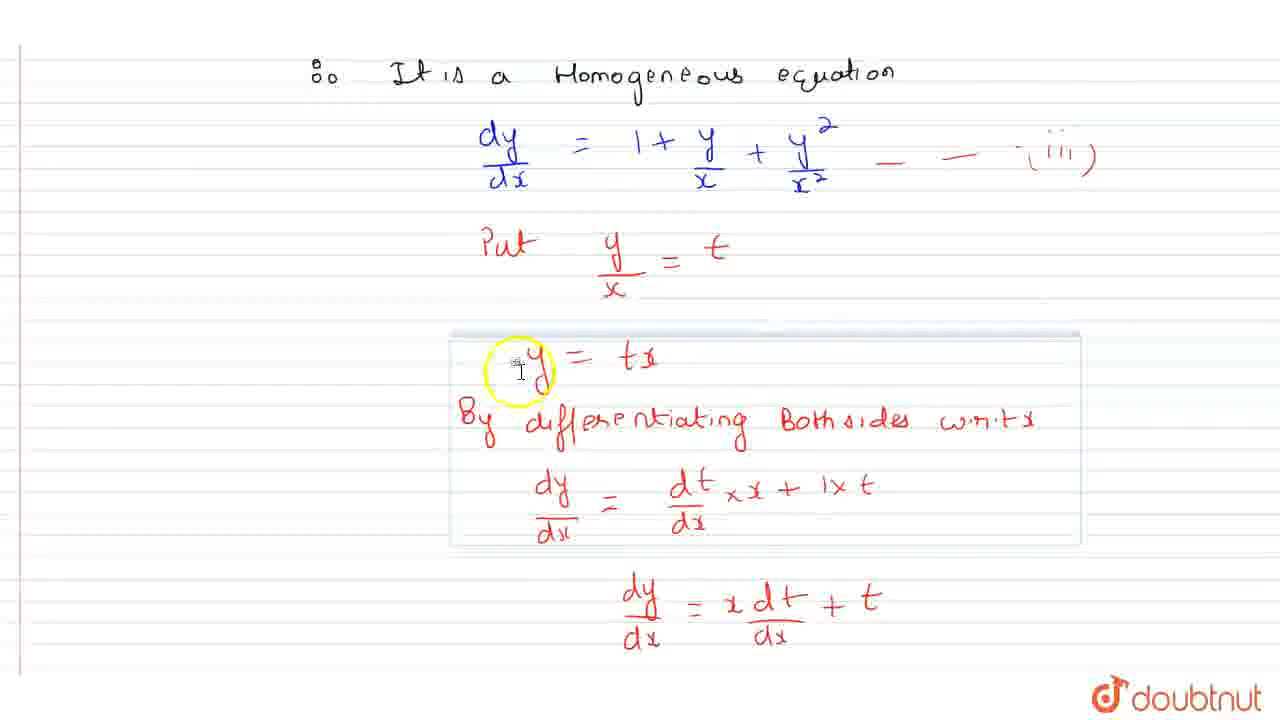 ∴ It is a Homogeneous equation
dy/dx = 1 + y/x + y²/x² — — (iii)
Put y/x = t
y = tx
By differentiating Both sides w.r.t x
dy/dx = dt/dx × x + 1 × t
dy/dx = x dt/dx + t
doubtnut